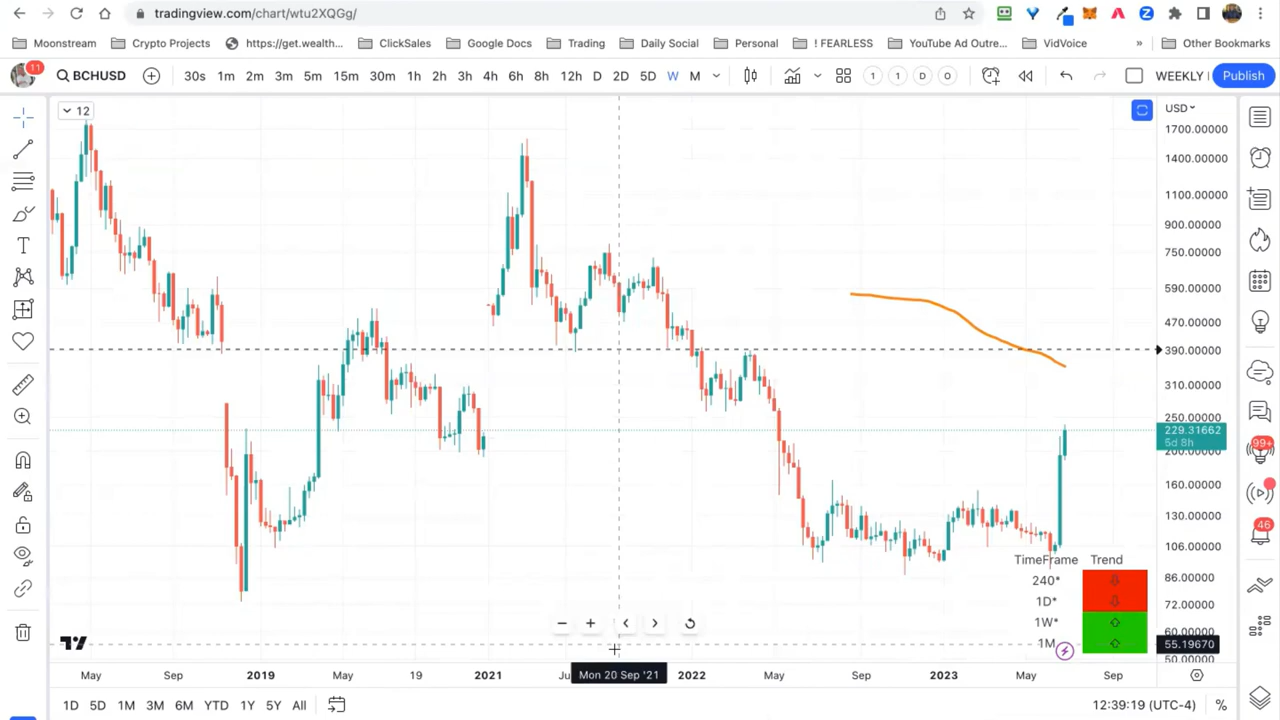 tradingview.com/chart/wtu2XQGg/
Moonstream Crypto Projects https://get.wealth... ClickSales Google Docs Trading Daily Social Personal ! FEARLESS YouTube Ad Outre... VidVoice » Other Bookmarks
11 BCHUSD 30s 1m 2m 3m 5m 15m 30m 1h 2h 3h 4h 6h 8h 12h D 2D 5D W M 1 1 D O WEEKLY Publish
12 USD
1700.00000
1400.00000
1100.00000
900.00000
750.00000
590.00000
470.00000
390.00000
310.00000
250.00000
229.31662
5d 8h
200.00000
99+
160.00000
130.00000
46
106.00000
TimeFrame Trend
240*
86.00000
1D*
72.00000
1W*
60.00000
1M
55.19670
50.00000
May Sep 2019 May 19 2021 Ju Mon 20 Sep '21 2022 May Sep 2023 May Sep
1D 5D 1M 3M 6M YTD 1Y 5Y All 12:39:19 (UTC-4) %